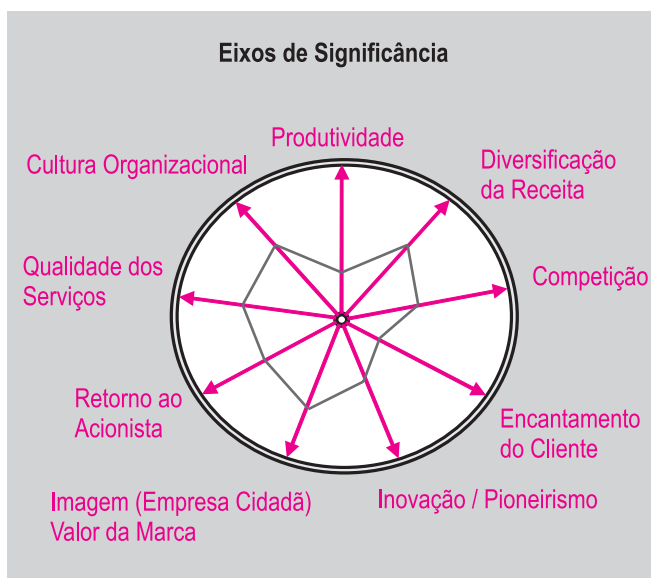 Eixos de Significância
Produtividade
Cultura Organizacional
Diversificação
da Receita
Qualidade dos
Serviços
Competição
Retorno ao
Acionista
Encantamento
do Cliente
Imagem (Empresa Cidadã)
Valor da Marca
Inovação / Pioneirismo